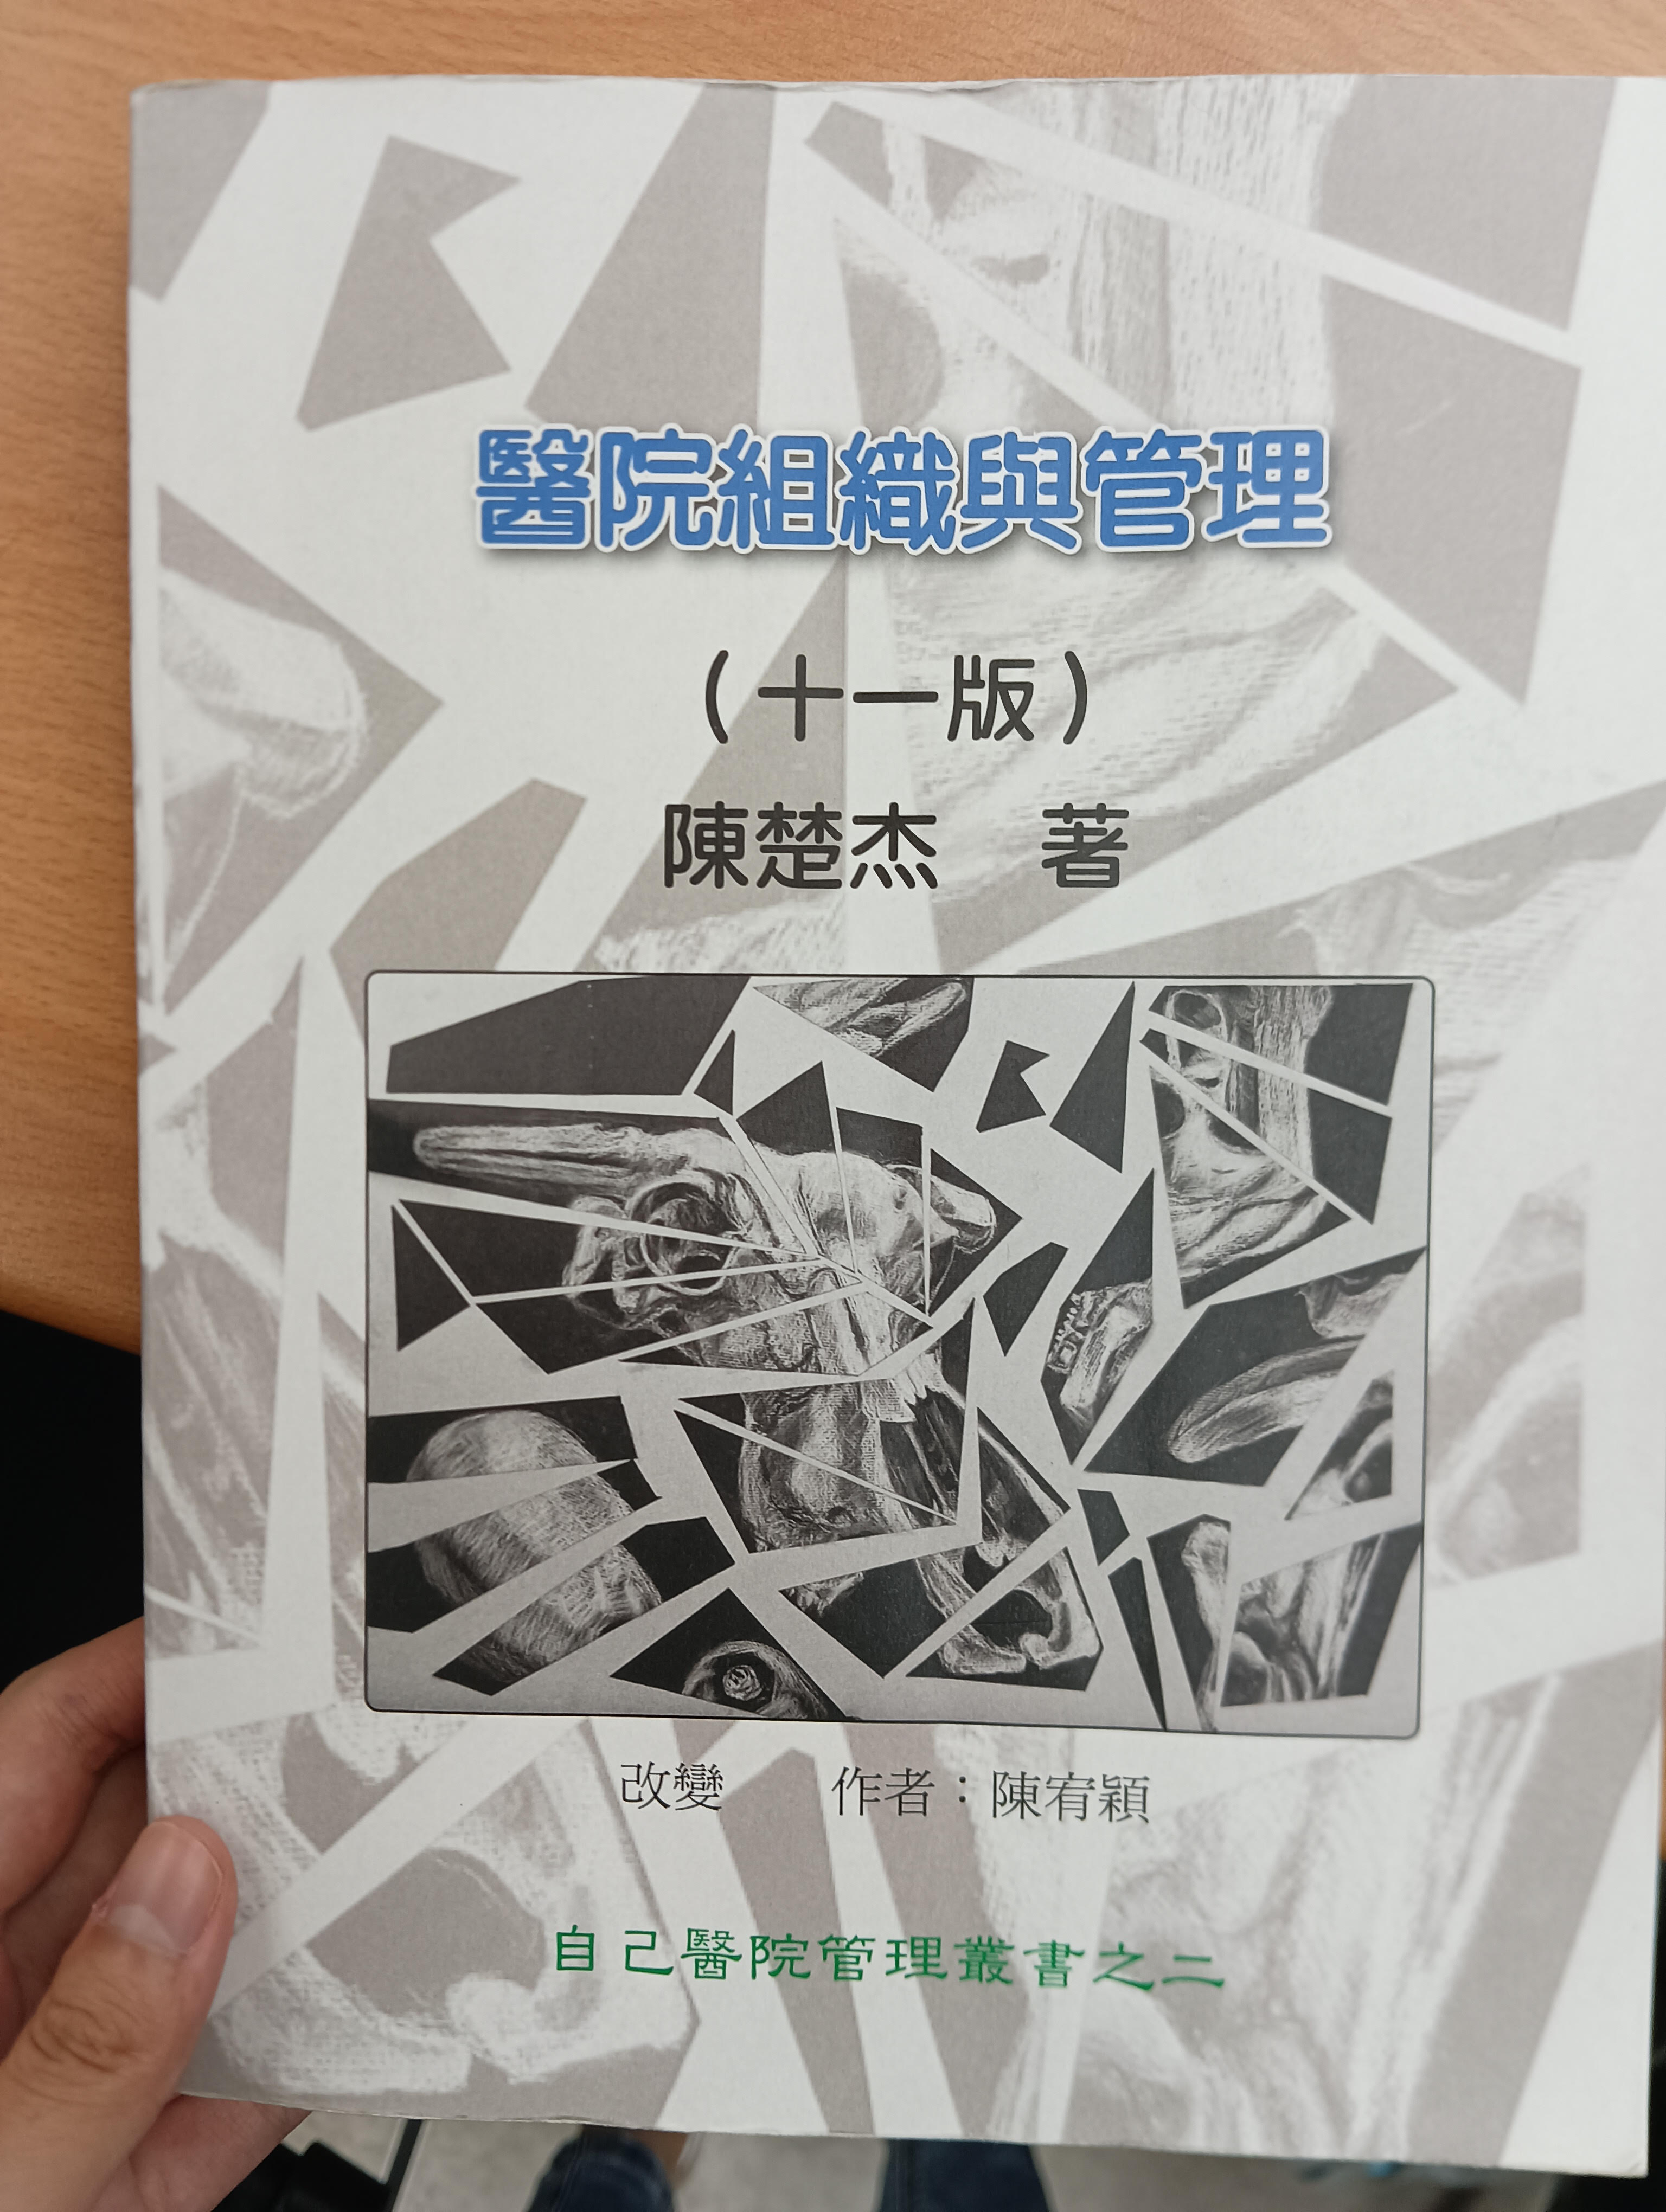 醫院組織與管理
（十一版）
陳楚杰　著
改變　　作者：陳宥穎
自己醫院管理叢書之二